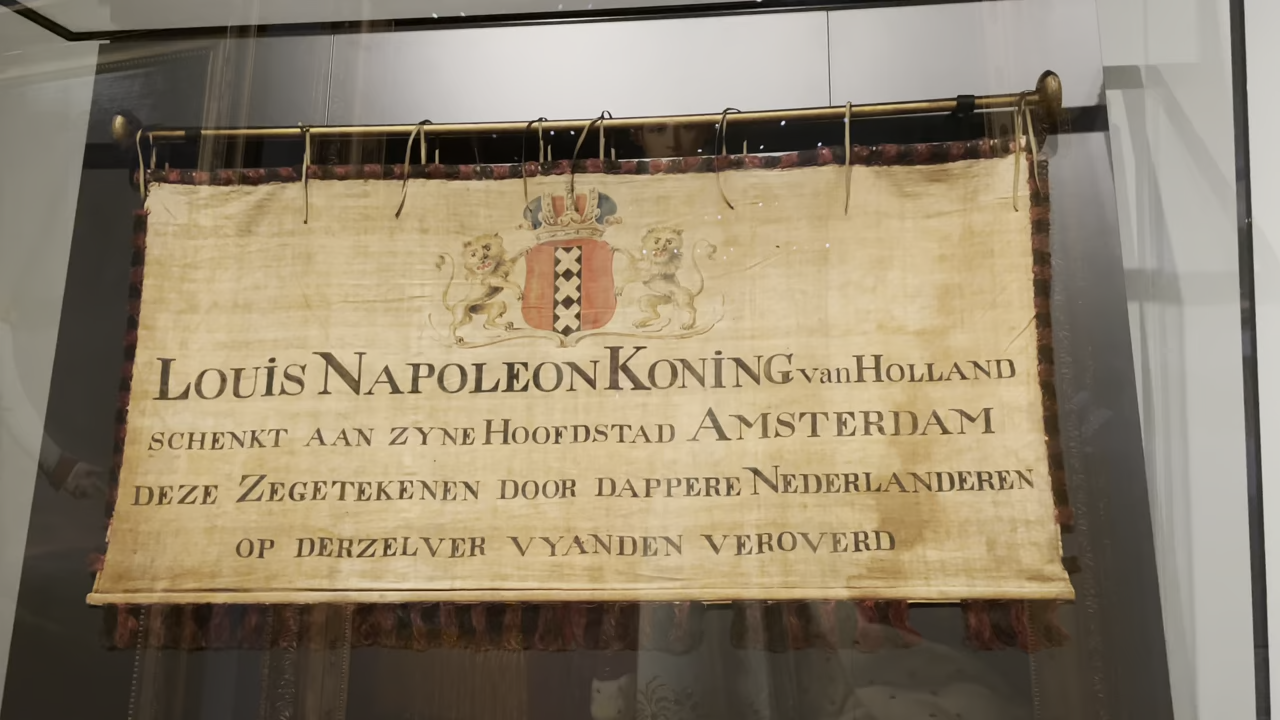 LOUiS NAPOLEON KONiNG van HOLLAND
SCHENKT AAN ZYNE HOOFDSTAD AMSTERDAM
DEZE ZEGETEKENEN DOOR DAPPERE NEDERLANDEREN
OP DERZELVER VYANDEN VEROVERD